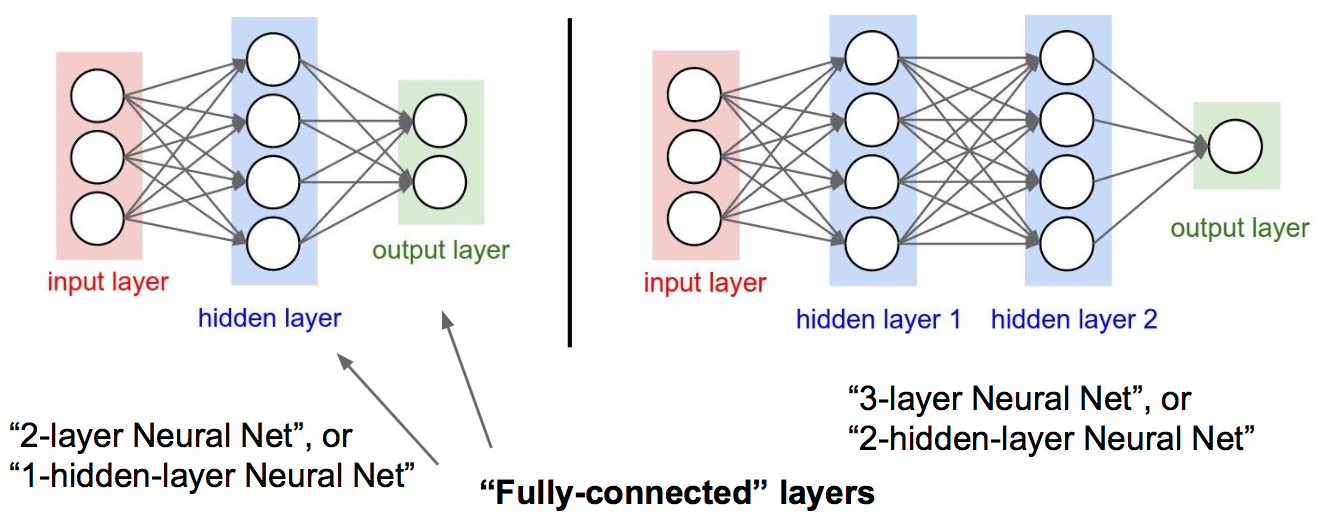 input layer
hidden layer
output layer
“2-layer Neural Net”, or
“1-hidden-layer Neural Net”
“Fully-connected” layers
input layer
hidden layer 1
hidden layer 2
output layer
“3-layer Neural Net”, or
“2-hidden-layer Neural Net”